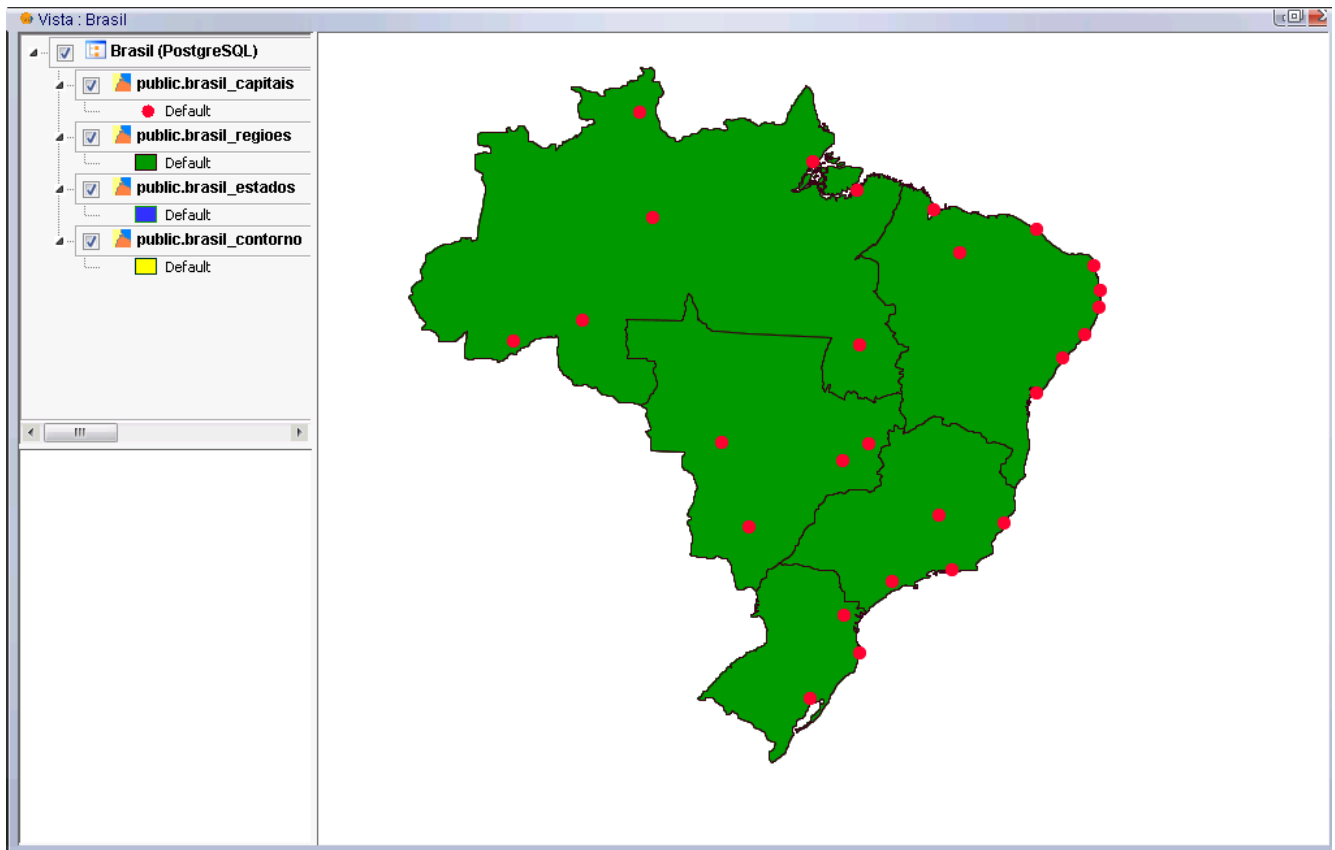 Vista : Brasil
Brasil (PostgreSQL)
public.brasil_capitais
Default
public.brasil_regioes
Default
public.brasil_estados
Default
public.brasil_contorno
Default